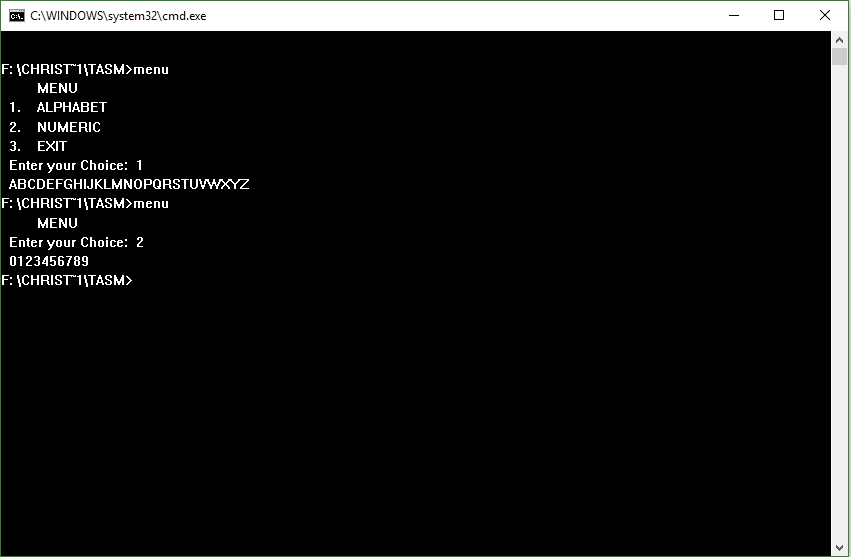 C:\WINDOWS\system32\cmd.exe
F:\CHRIST~1\TASM>menu
MENU
1. ALPHABET
2. NUMERIC
3. EXIT
Enter your Choice: 1
ABCDEFGHIJKLMNOPQRSTUVWXYZ
F:\CHRIST~1\TASM>menu
MENU
Enter your Choice: 2
0123456789
F:\CHRIST~1\TASM>